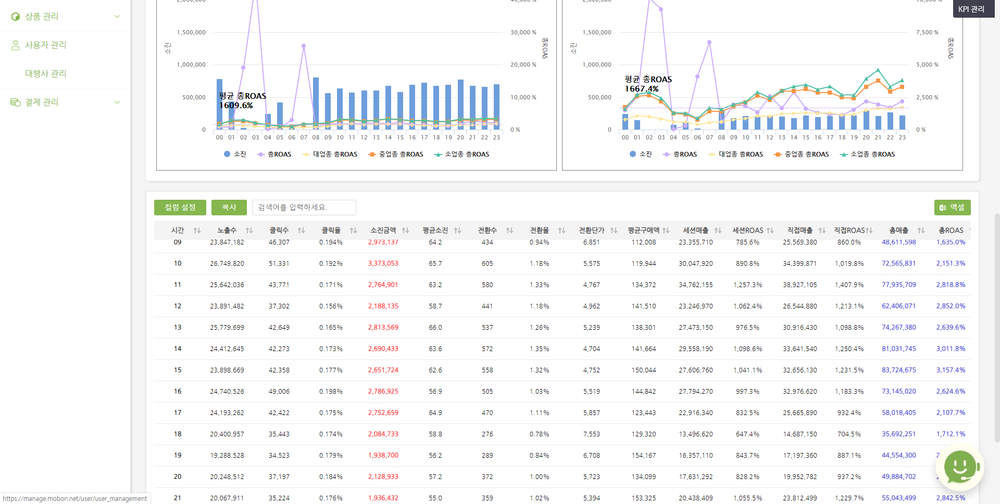 상품 관리
사용자 관리
대행사 관리
결제 관리
KPI 관리
1,500,000
1,000,000
500,000
0
소진
30,000 %
20,000 %
10,000 %
0 %
총ROAS
평균 총ROAS
1609.6%
00 01 02 03 04 05 06 07 08 09 10 11 12 13 14 15 16 17 18 19 20 21 22 23
소진 총ROAS 대업종 총ROAS 중업종 총ROAS 소업종 총ROAS
1,500,000
1,000,000
500,000
0
소진
7,500 %
5,000 %
2,500 %
0 %
총ROAS
평균 총ROAS
1667.4%
00 01 02 03 04 05 06 07 08 09 10 11 12 13 14 15 16 17 18 19 20 21 22 23
소진 총ROAS 대업종 총ROAS 중업종 총ROAS 소업종 총ROAS
컬럼 설정 복사 검색어를 입력하세요. 엑셀
시간 노출수 클릭수 클릭율 소진금액 평균소진 전환수 전환율 전환단가 평균구매액 세션매출 세션ROAS 직접매출 직접ROAS 총매출 총ROAS
09 23,847,182 46,307 0.194% 2,973,137 64.2 434 0.94% 6,851 112,008 23,355,710 785.6% 25,569,380 860.0% 48,611,598 1,635.0%
10 26,749,820 51,331 0.192% 3,373,053 65.7 605 1.18% 5,575 119,944 30,047,920 890.8% 34,399,871 1,019.8% 72,565,831 2,151.3%
11 25,642,036 43,771 0.171% 2,764,901 63.2 580 1.33% 4,767 134,372 34,762,155 1,257.3% 38,927,105 1,407.9% 77,935,709 2,818.8%
12 23,891,482 37,302 0.156% 2,188,135 58.7 441 1.18% 4,962 141,510 23,246,970 1,062.4% 26,544,880 1,213.1% 62,406,071 2,852.0%
13 25,779,699 42,649 0.165% 2,813,569 66.0 537 1.26% 5,239 138,301 27,473,150 976.5% 30,916,430 1,098.8% 74,267,380 2,639.6%
14 24,412,645 42,273 0.173% 2,690,433 63.6 572 1.35% 4,704 141,664 29,558,190 1,098.6% 33,641,540 1,250.4% 81,031,745 3,011.8%
15 23,898,669 42,358 0.177% 2,651,724 62.6 558 1.32% 4,752 150,044 27,606,760 1,041.1% 32,656,130 1,231.5% 83,724,675 3,157.4%
16 24,740,526 49,006 0.198% 2,786,925 56.9 505 1.03% 5,519 144,842 27,794,270 997.3% 32,976,620 1,183.3% 73,145,020 2,624.6%
17 24,193,262 42,422 0.175% 2,752,659 64.9 470 1.11% 5,857 123,443 22,916,340 832.5% 25,665,890 932.4% 58,018,405 2,107.7%
18 20,400,957 35,443 0.174% 2,084,733 58.8 276 0.78% 7,553 129,320 13,496,620 647.4% 14,687,150 704.5% 35,692,251 1,712.1%
19 19,288,528 34,523 0.179% 1,938,700 56.2 289 0.84% 6,708 154,167 16,357,110 843.7% 17,197,360 887.1% 44,554,300
20 20,248,512 37,197 0.184% 2,128,933 57.2 372 1.00% 5,723 134,099 17,631,292 828.2% 19,952,782 937.2% 49,884,702
21 20,067,911 35,224 0.176% 1,936,432 55.0 359 1.02% 5,394 153,325 20,438,409 1,055.5% 23,812,499 1,229.7% 55,043,499 2,842.5%
https://manage.mobon.net/user/user_management